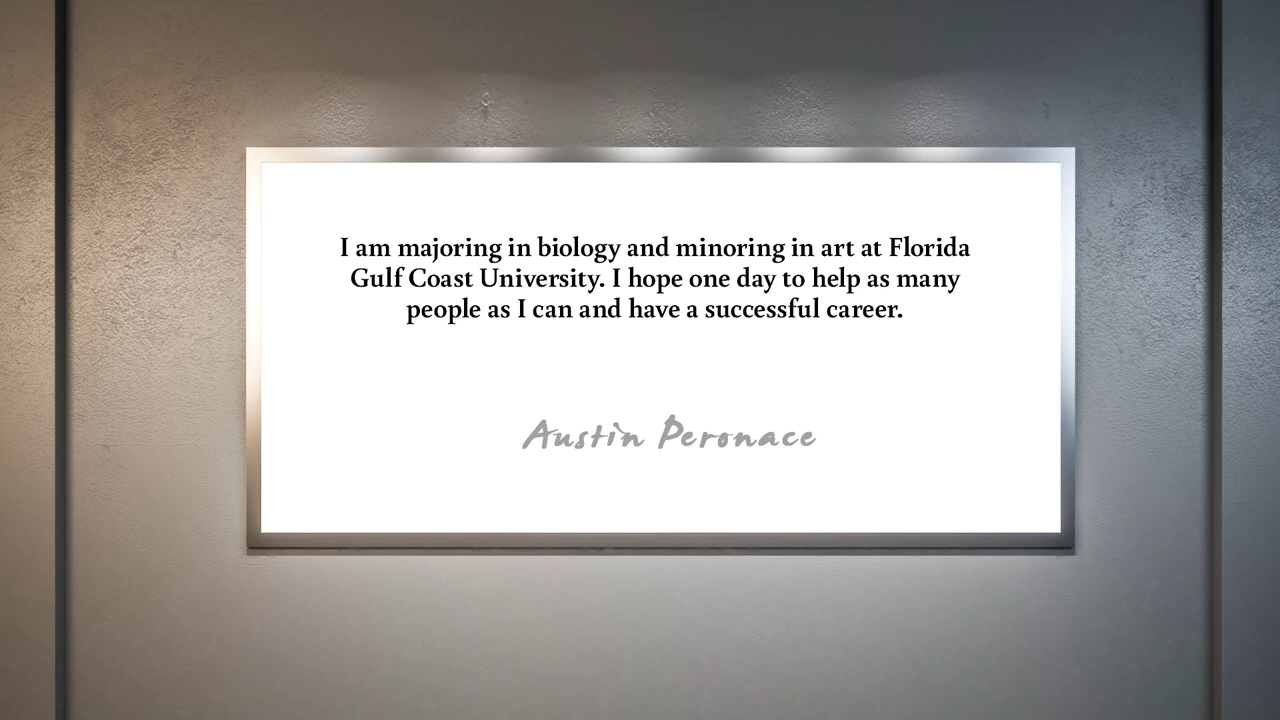 I am majoring in biology and minoring in art at Florida
Gulf Coast University. I hope one day to help as many
people as I can and have a successful career.
Austin Peronace